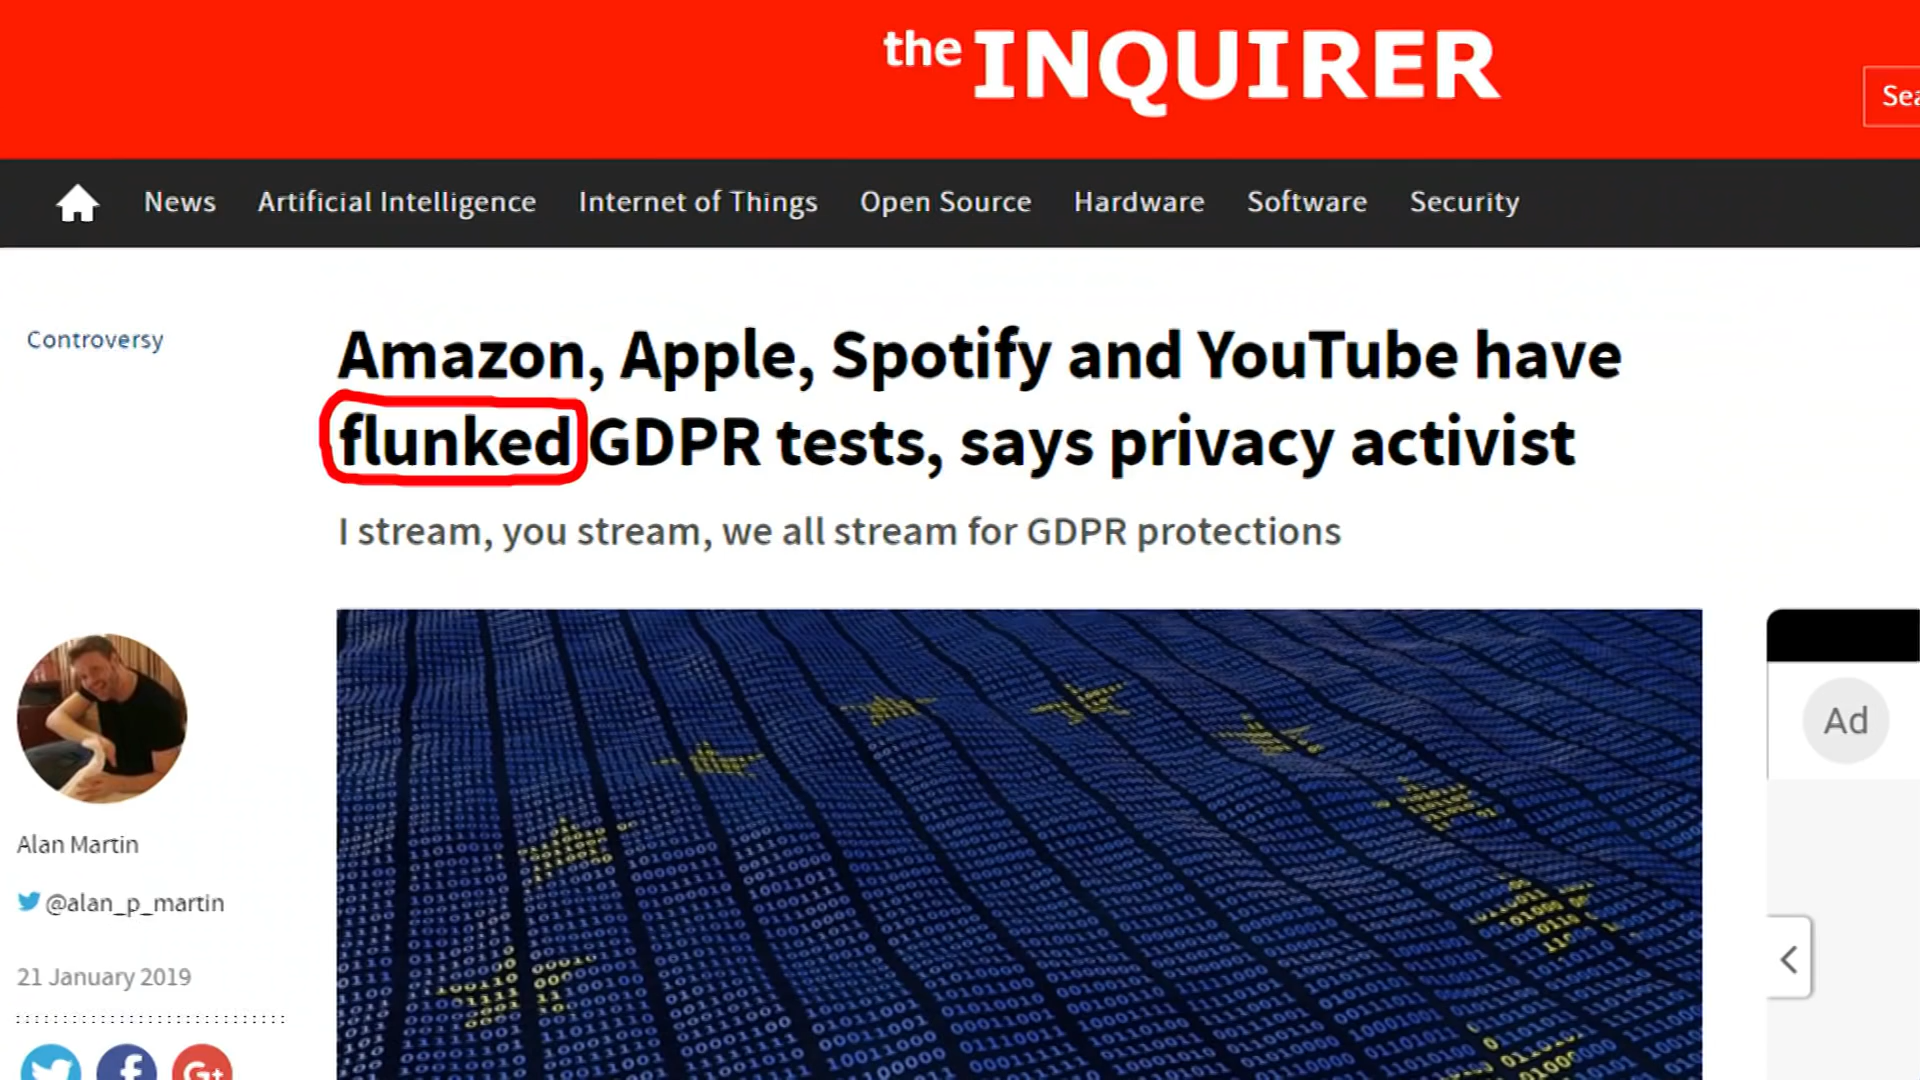 the INQUIRER
Sea
News Artificial Intelligence Internet of Things Open Source Hardware Software Security
Controversy
Amazon, Apple, Spotify and YouTube have
flunked GDPR tests, says privacy activist
I stream, you stream, we all stream for GDPR protections
Ad
Alan Martin
@alan_p_martin
21 January 2019
G+